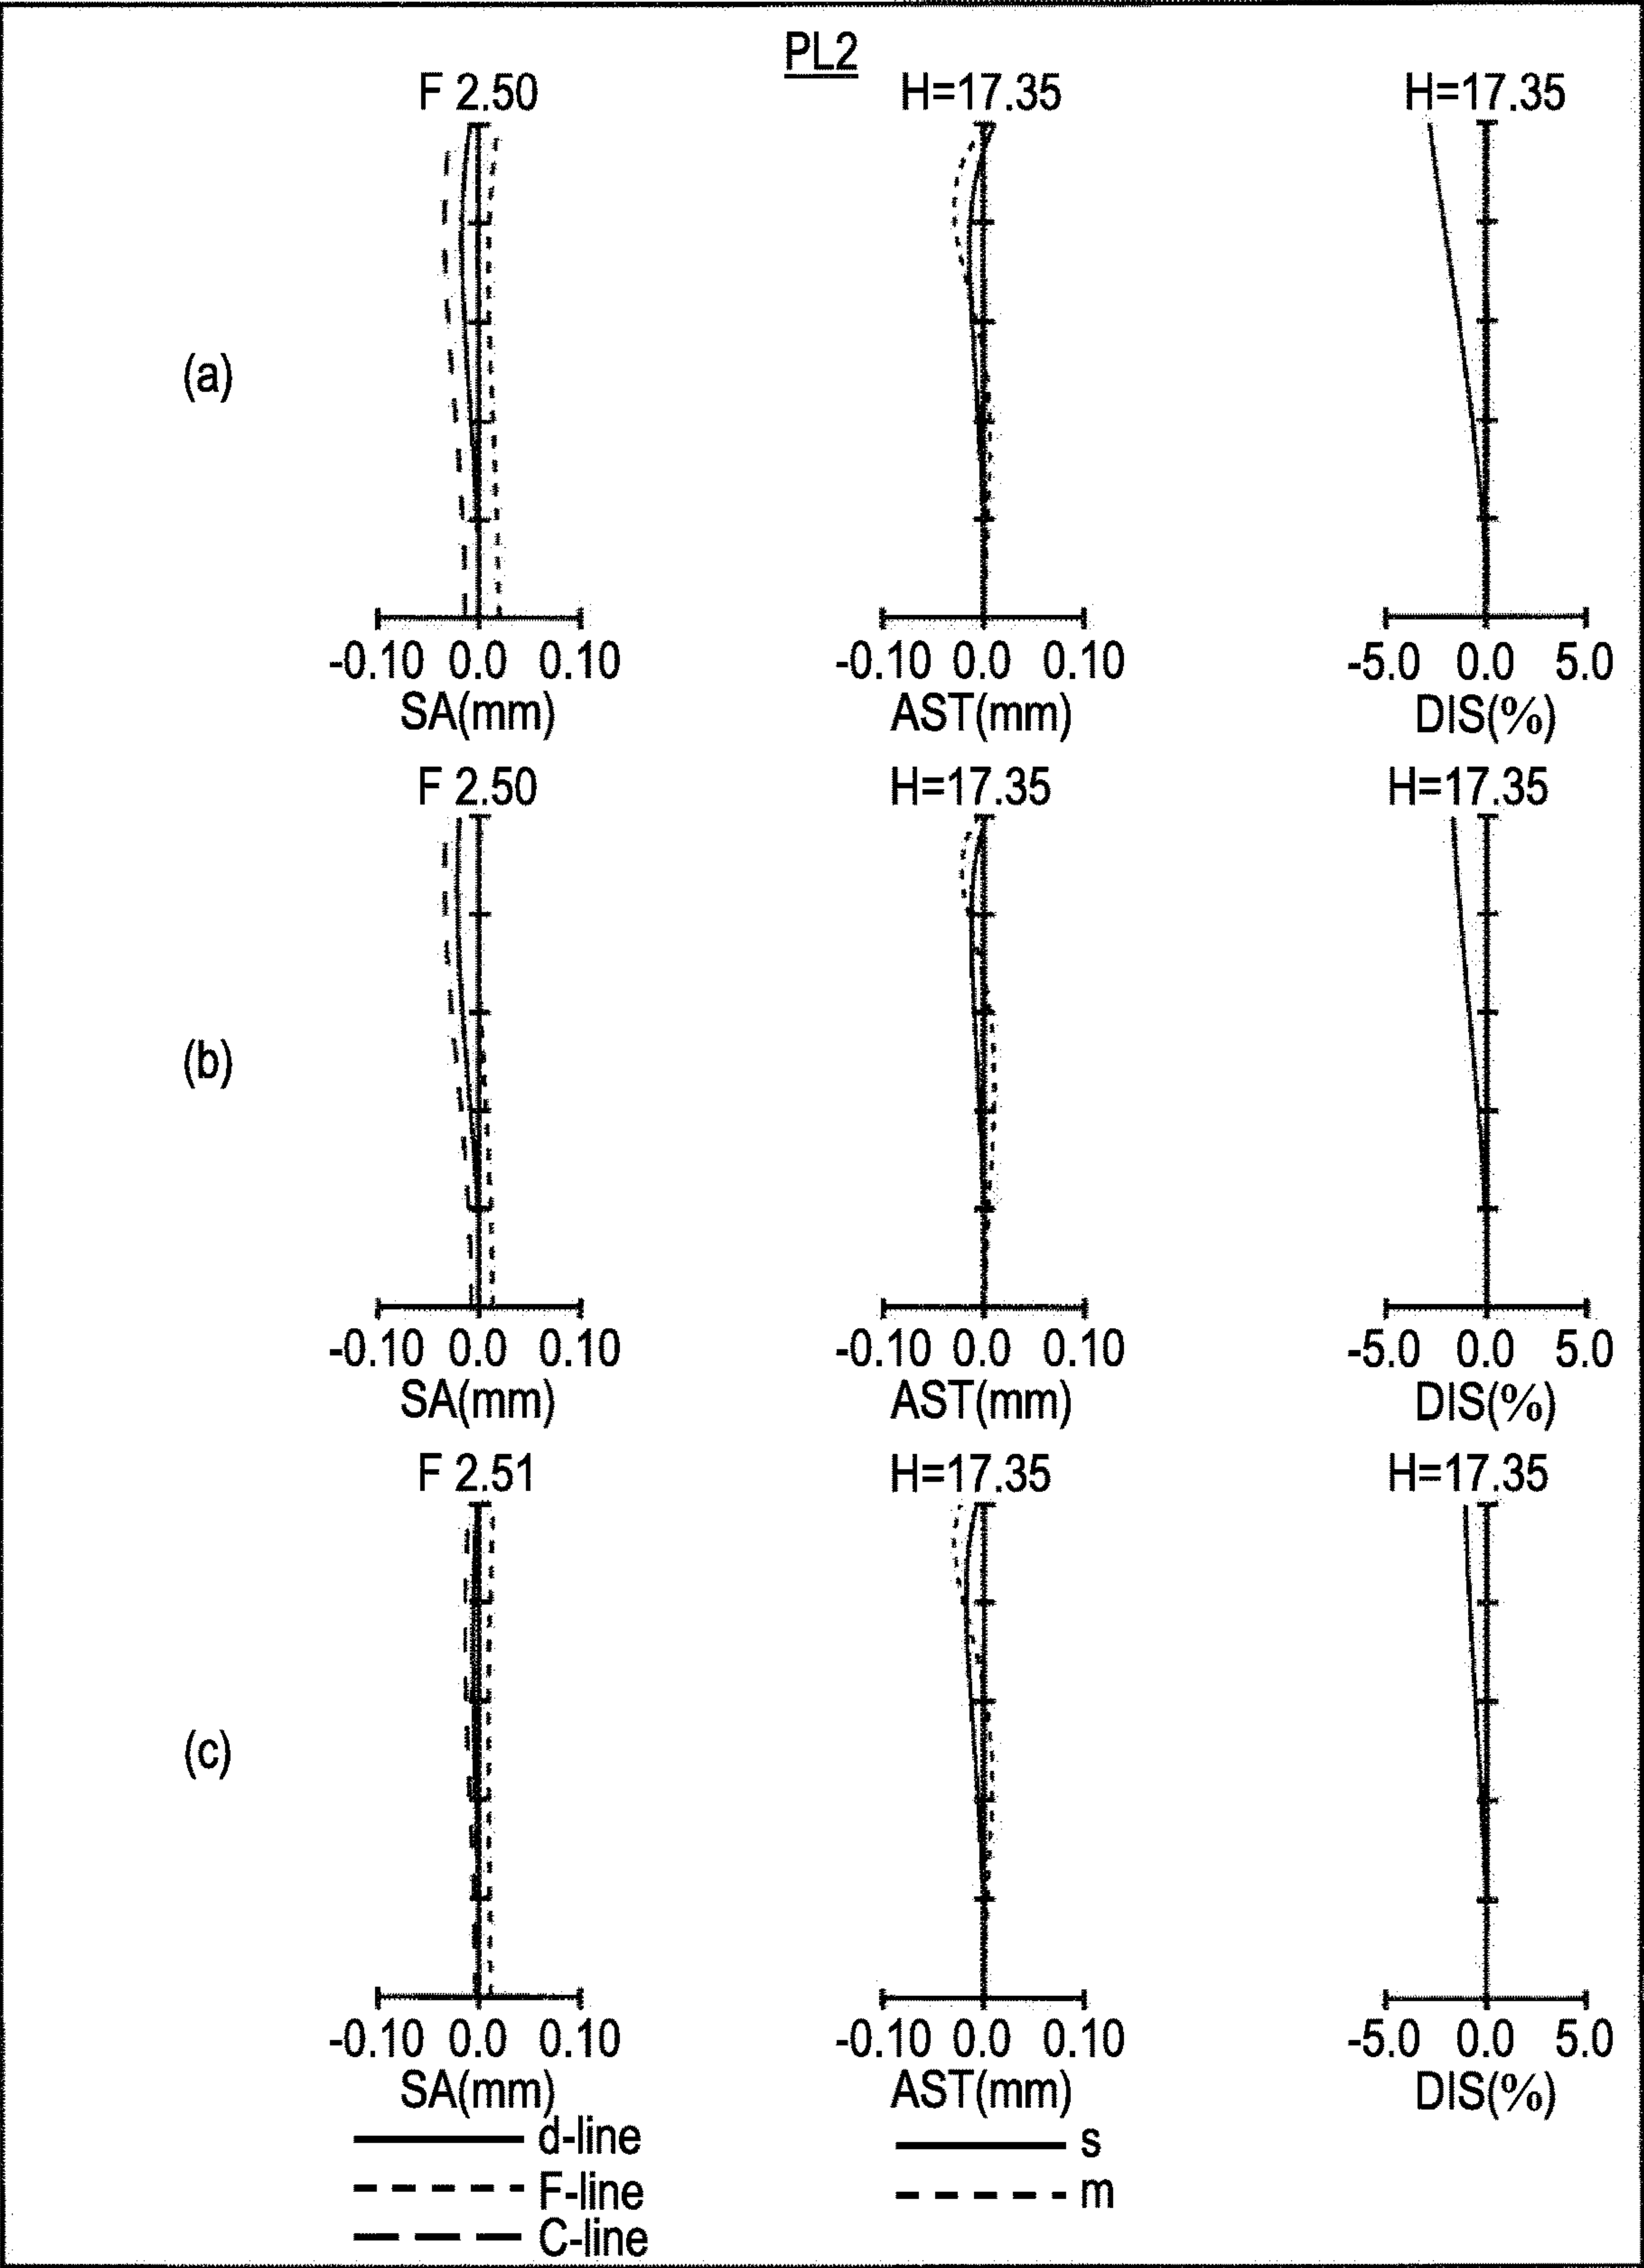 PL2
F 2.50 H=17.35 H=17.35
(a)
-0.10 0.0 0.10 -0.10 0.0 0.10 -5.0 0.0 5.0
SA(mm) AST(mm) DIS(%)
F 2.50 H=17.35 H=17.35
(b)
-0.10 0.0 0.10 -0.10 0.0 0.10 -5.0 0.0 5.0
SA(mm) AST(mm) DIS(%)
F 2.51 H=17.35 H=17.35
(c)
-0.10 0.0 0.10 -0.10 0.0 0.10 -5.0 0.0 5.0
SA(mm) AST(mm) DIS(%)
d-line s
F-line m
C-line